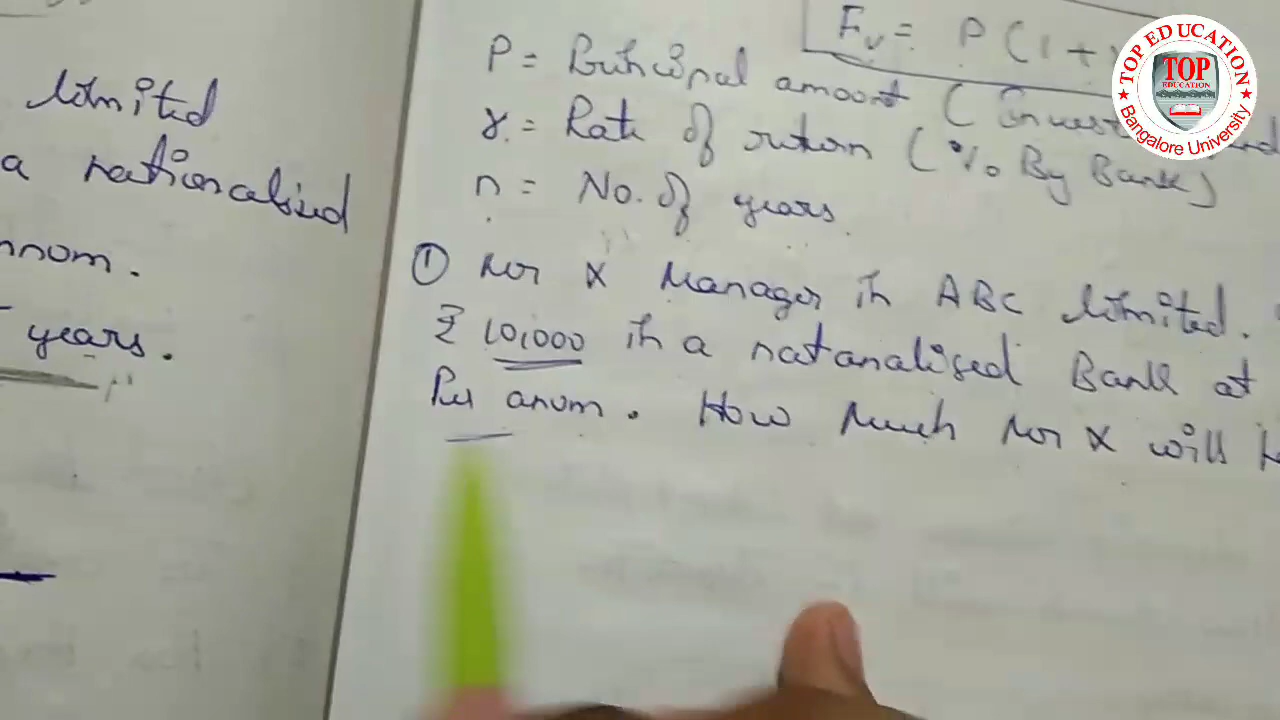 limited
a nationalised
nnom.
years.
Fv = P (1 +
P = Principal amount (Invest
r = Rate of return (% By Bank)
n = No. of years.
① Mr X Manager in ABC limited.
₹ 10,000 in a natanalised Bank at
Per anum. How Much Mr X will
TOP EDUCATION
TOP
EDUCATION
Bangalore University